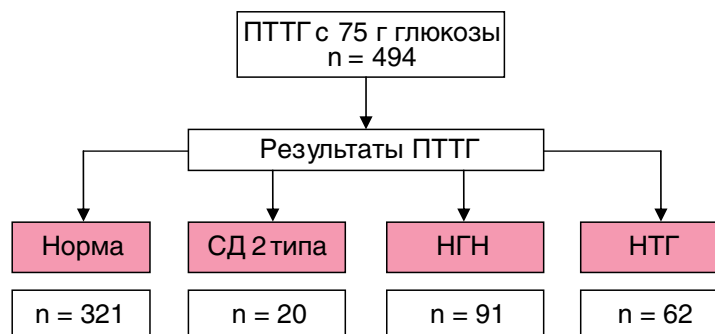 ПТТГ с 75 г глюкозы
n = 494
Результаты ПТТГ
Норма
СД 2 типа
НГН
НТГ
n = 321
n = 20
n = 91
n = 62